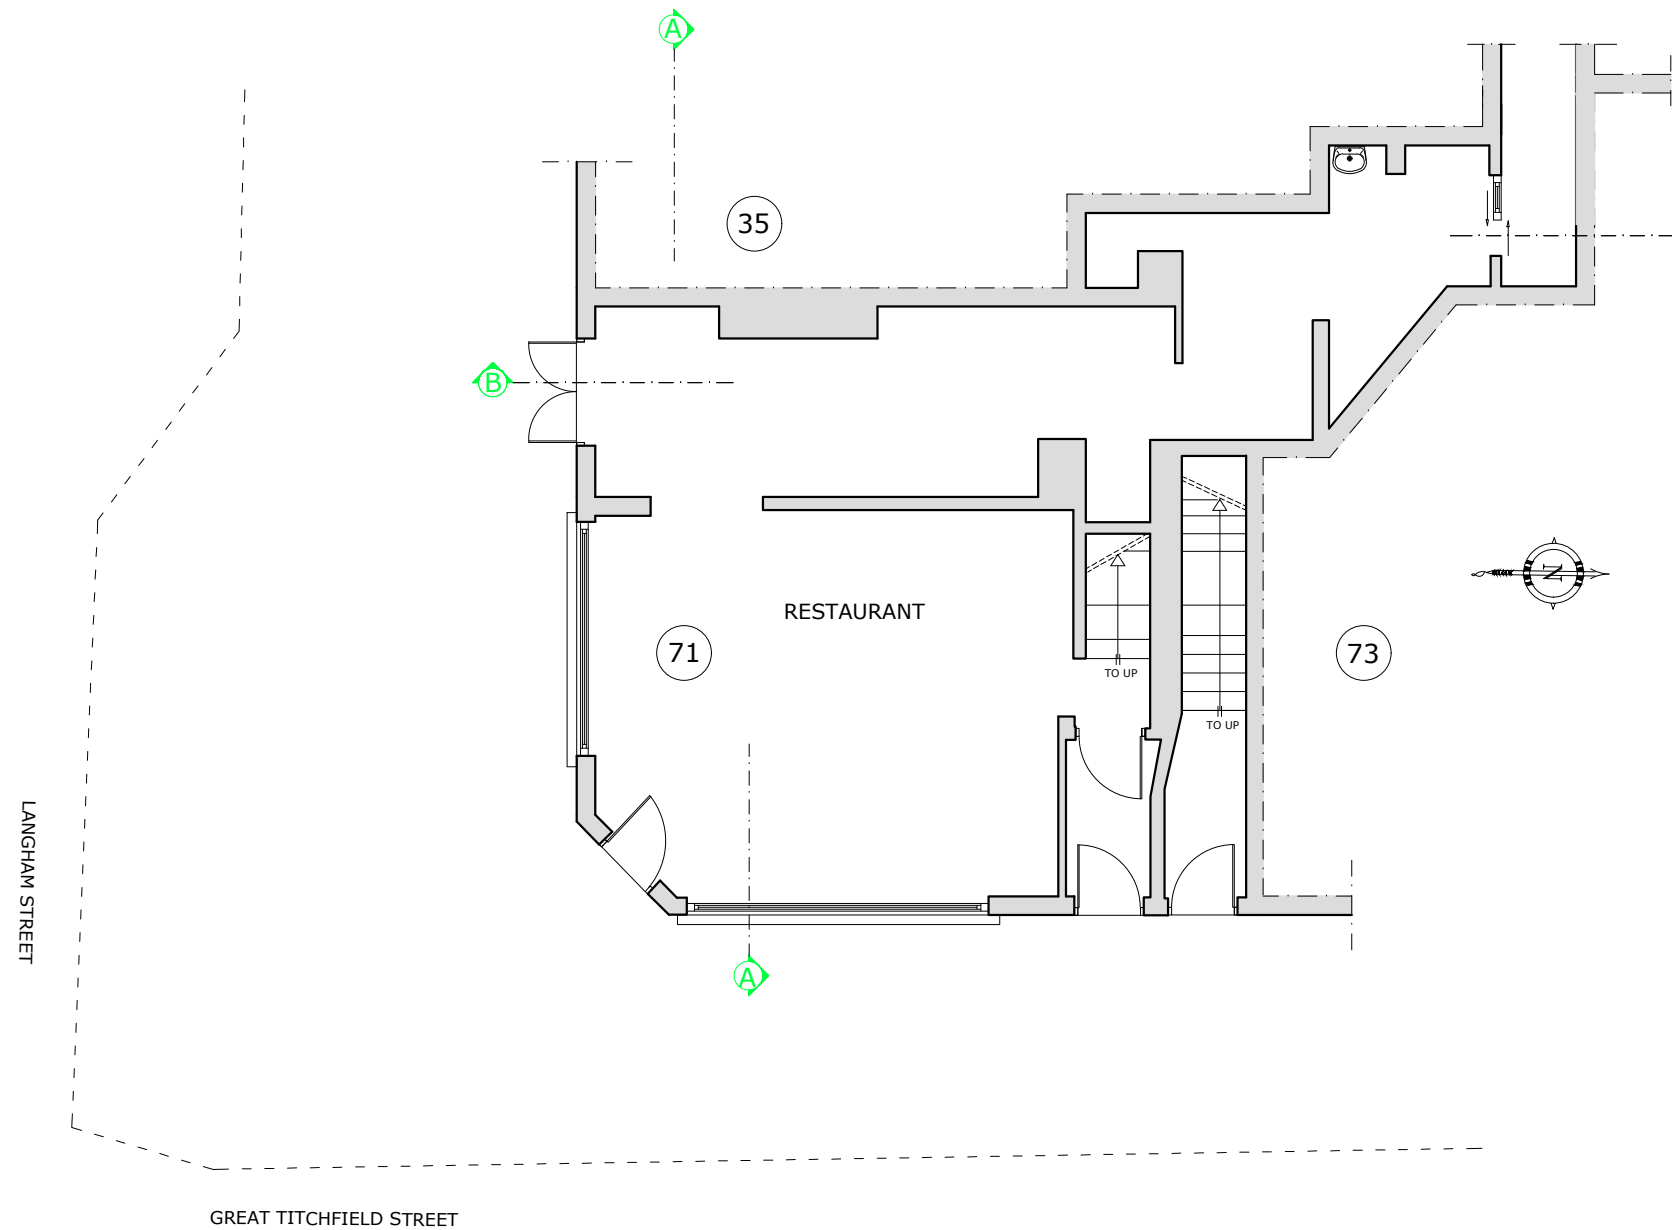 A
35
B
N
RESTAURANT
71
73
TO UP
TO UP
LANGHAM STREET
A
GREAT TITCHFIELD STREET